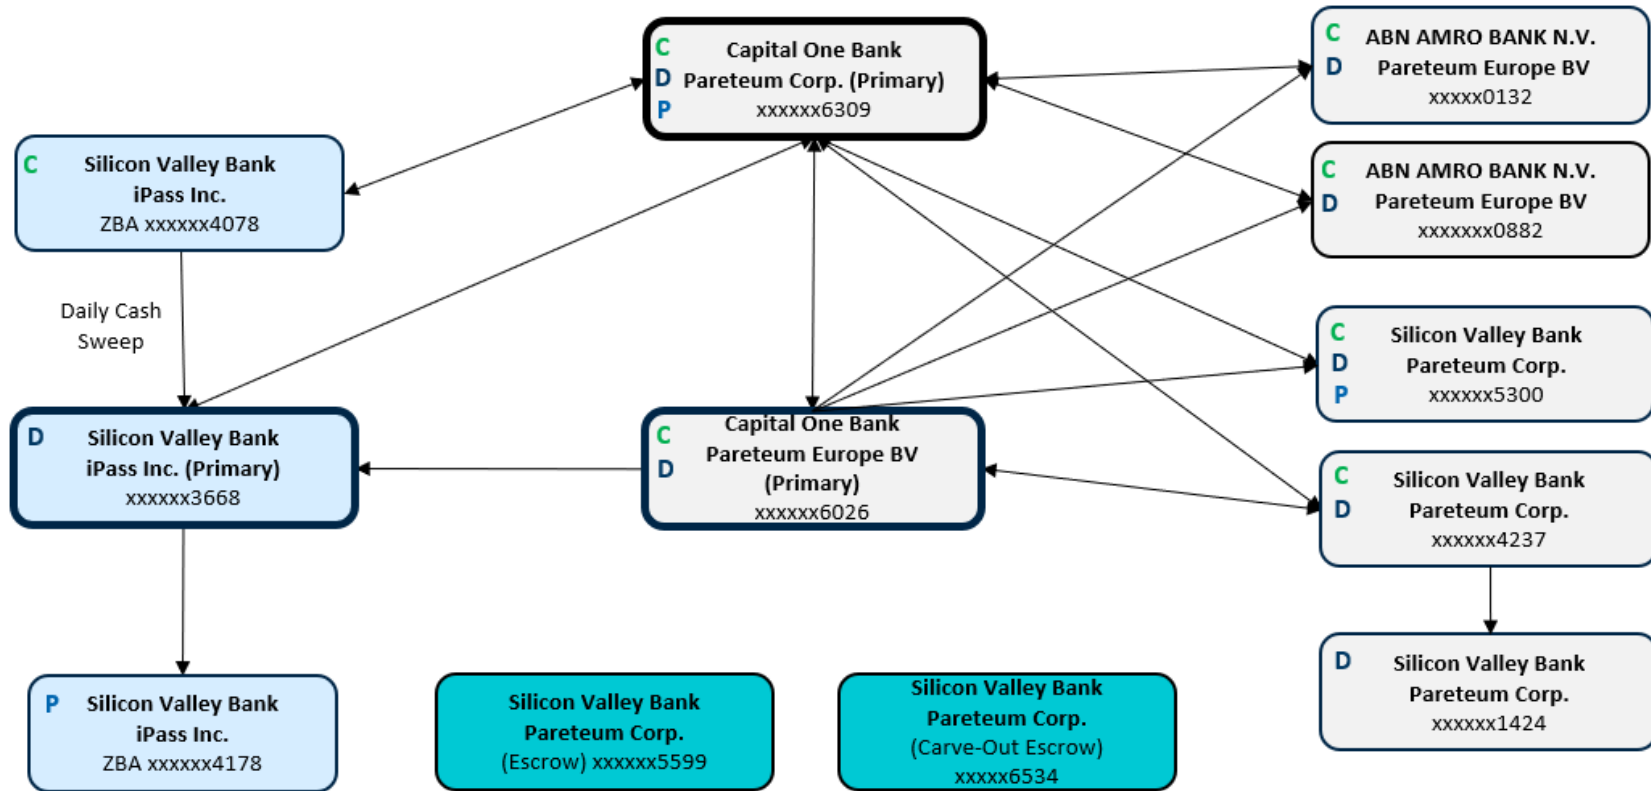 C
D
P
Capital One Bank
Pareteum Corp. (Primary)
xxxxxx6309
C
D
ABN AMRO BANK N.V.
Pareteum Europe BV
xxxxx0132
C
Silicon Valley Bank
iPass Inc.
ZBA xxxxxx4078
C
D
ABN AMRO BANK N.V.
Pareteum Europe BV
xxxxxxx0882
Daily Cash
Sweep
C
D
P
Silicon Valley Bank
Pareteum Corp.
xxxxxx5300
D
Silicon Valley Bank
iPass Inc. (Primary)
xxxxxx3668
C
D
Capital One Bank
Pareteum Europe BV
(Primary)
xxxxxx6026
C
D
Silicon Valley Bank
Pareteum Corp.
xxxxxx4237
P
Silicon Valley Bank
iPass Inc.
ZBA xxxxxx4178
Silicon Valley Bank
Pareteum Corp.
(Escrow) xxxxxx5599
Silicon Valley Bank
Pareteum Corp.
(Carve-Out Escrow)
xxxxx6534
D
Silicon Valley Bank
Pareteum Corp.
xxxxxx1424